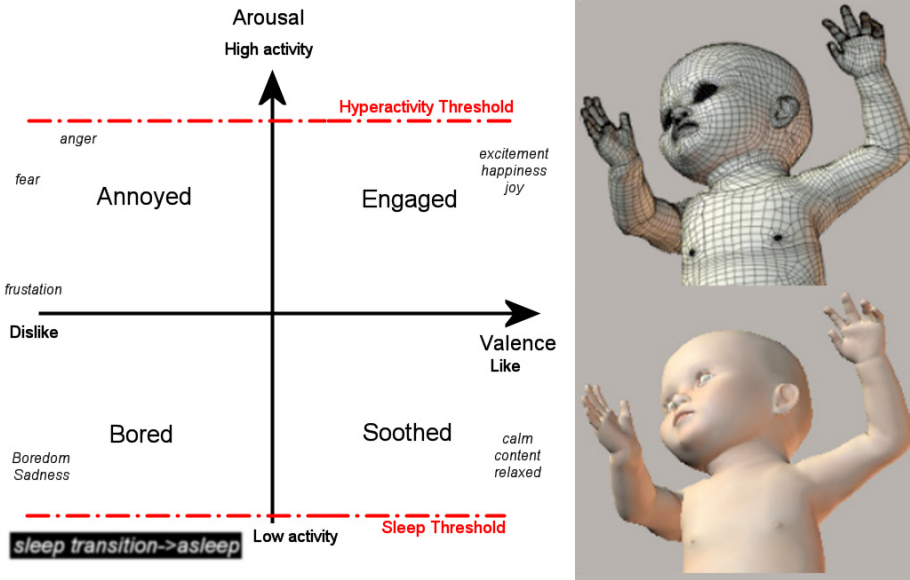 Arousal
High activity
Hyperactivity Threshold
anger
excitement
happiness
joy
fear
Annoyed
Engaged
frustation
Dislike
Valence
Like
Bored
Soothed
Boredom
Sadness
calm
content
relaxed
Sleep Threshold
Low activity
sleep transition->asleep